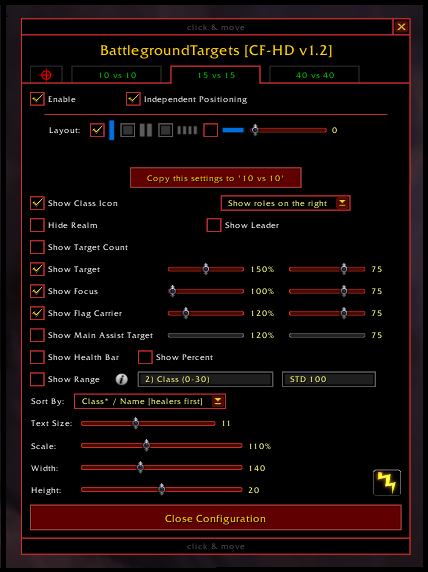 click & move
BattlegroundTargets [CF-HD v1.2]
10 vs 10 15 vs 15 40 vs 40
Enable Independent Positioning
Layout: 0
Copy this settings to '10 vs 10'
Show Class Icon Show roles on the right
Hide Realm Show Leader
Show Target Count
Show Target 150% 75
Show Focus 100% 75
Show Flag Carrier 120% 75
Show Main Assist Target 120% 75
Show Health Bar Show Percent
Show Range i 2) Class (0-30) STD 100
Sort By: Class* / Name [healers first]
Text Size: 11
Scale: 110%
Width: 140
Height: 20
Close Configuration
click & move